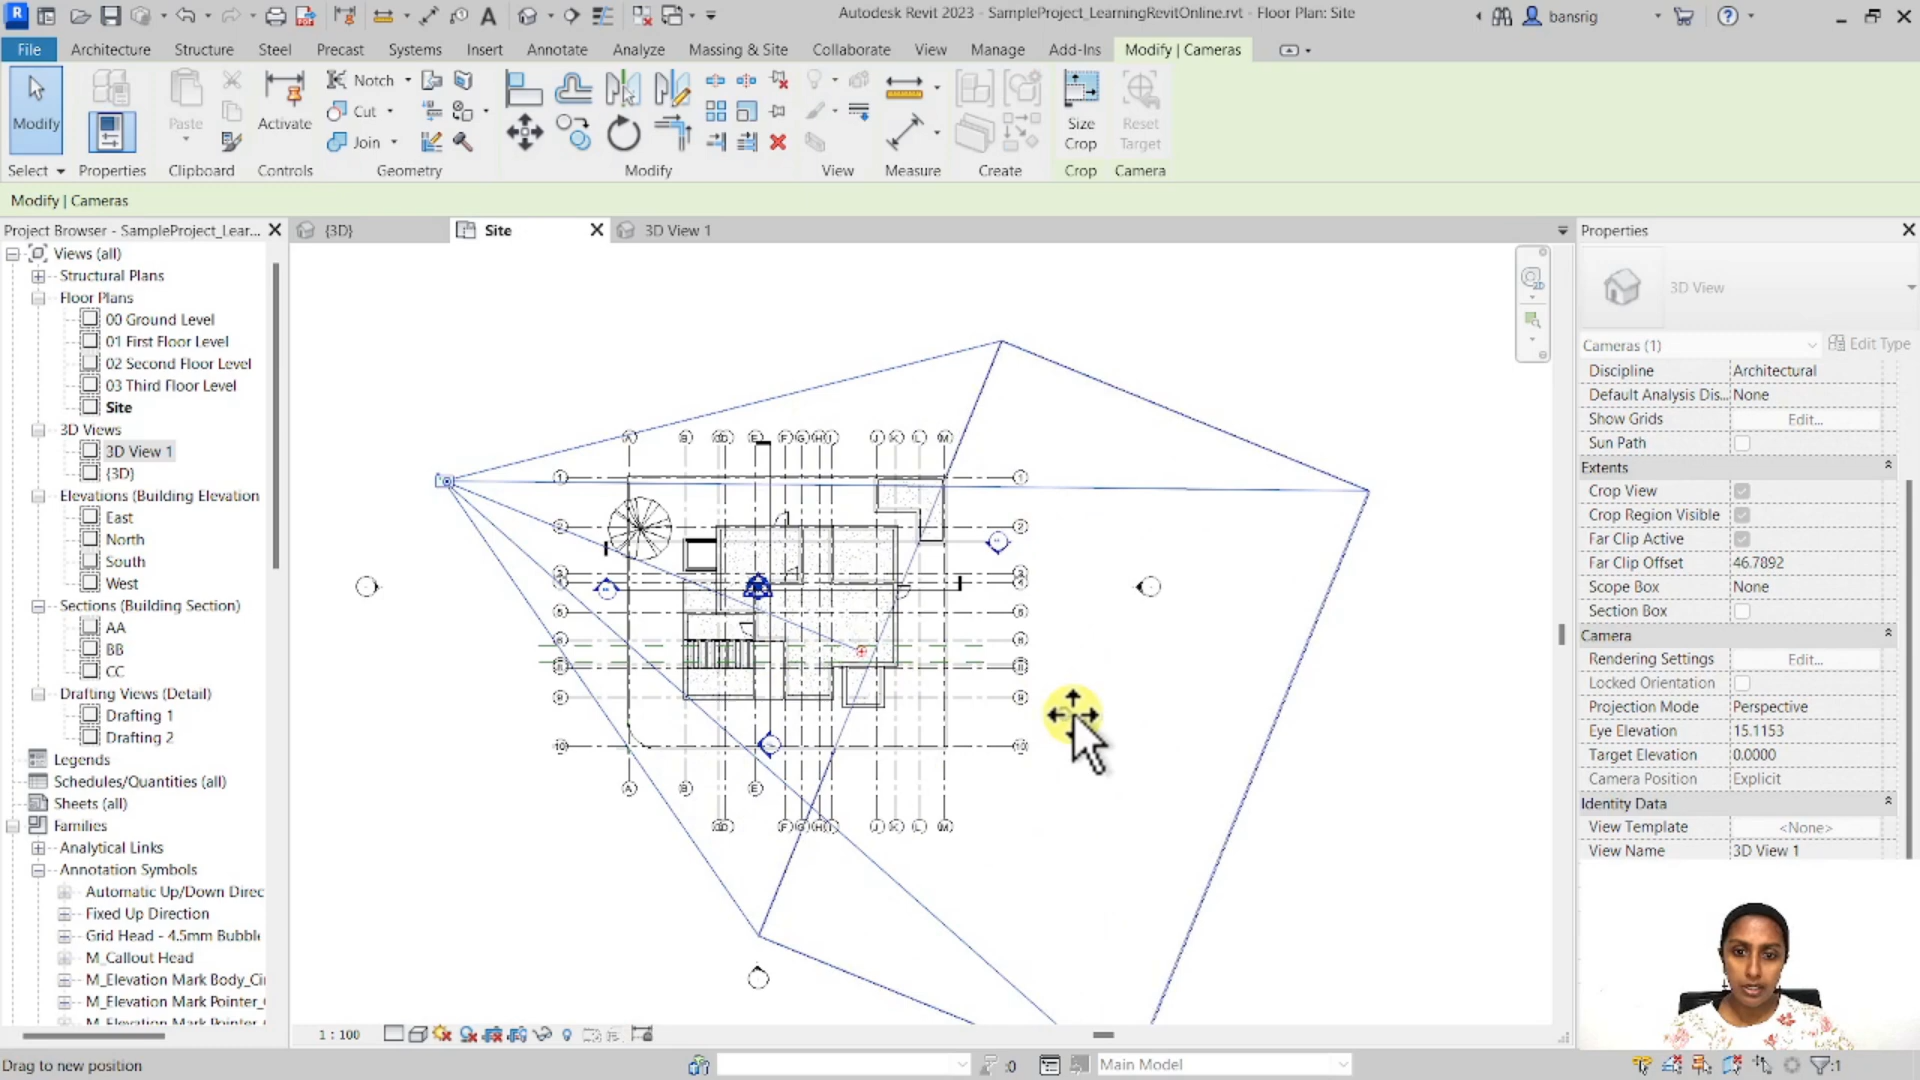 Autodesk Revit 2023 - SampleProject_LearningRevitOnline.rvt - Floor Plan: Site
bansrig
File
Architecture
Structure
Steel
Precast
Systems
Insert
Annotate
Analyze
Massing & Site
Collaborate
View
Manage
Add-Ins
Modify | Cameras
Modify
Paste
Activate
Notch
Cut
Join
Size Crop
Reset Target
Select
Properties
Clipboard
Controls
Geometry
Modify
View
Measure
Create
Crop
Camera
Modify | Cameras
Project Browser - SampleProject_Lear...
{3D}
Site
3D View 1
Properties
Views (all)
Structural Plans
Floor Plans
00 Ground Level
01 First Floor Level
02 Second Floor Level
03 Third Floor Level
Site
3D Views
3D View 1
{3D}
Elevations (Building Elevation
East
North
South
West
Sections (Building Section)
AA
BB
CC
Drafting Views (Detail)
Drafting 1
Drafting 2
Legends
Schedules/Quantities (all)
Sheets (all)
Families
Analytical Links
Annotation Symbols
Automatic Up/Down Direc
Fixed Up Direction
Grid Head - 4.5mm Bubble
M_Callout Head
M_Elevation Mark Body_Cir
M_Elevation Mark Pointer_
3D View
Cameras (1)
Edit Type
Discipline Architectural
Default Analysis Dis... None
Show Grids Edit...
Sun Path
Extents
Crop View
Crop Region Visible
Far Clip Active
Far Clip Offset 46.7892
Scope Box None
Section Box
Camera
Rendering Settings Edit...
Locked Orientation
Projection Mode Perspective
Eye Elevation 15.1153
Target Elevation 0.0000
Camera Position Explicit
Identity Data
View Template <None>
View Name 3D View 1
1 : 100
Drag to new position
:0
Main Model
:1